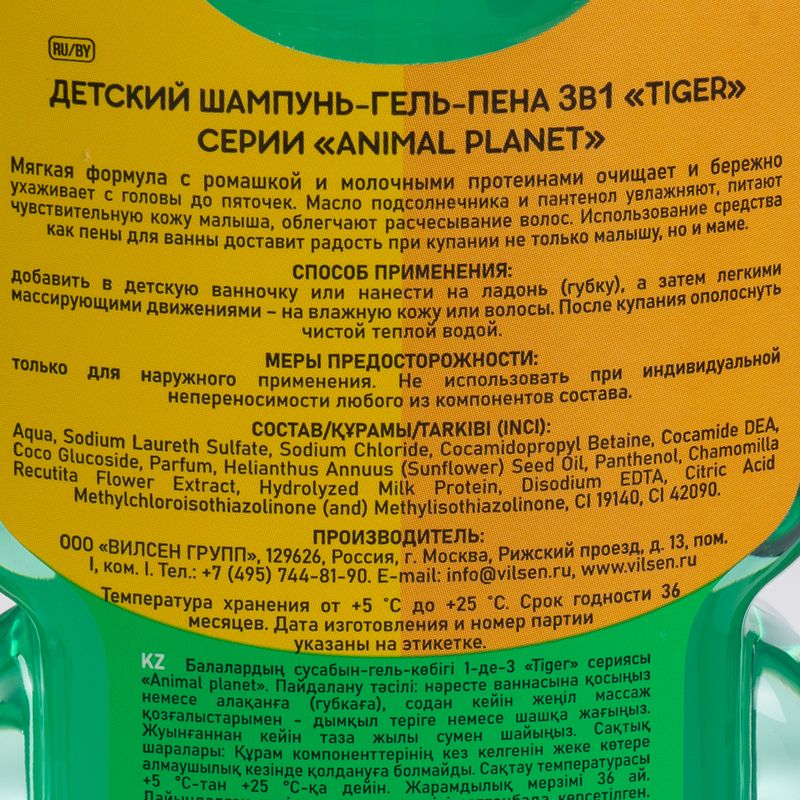 RU/BY
ДЕТСКИЙ ШАМПУНЬ-ГЕЛЬ-ПЕНА 3В1 «TIGER»
СЕРИИ «ANIMAL PLANET»
Мягкая формула с ромашкой и молочными протеинами очищает и бережно
ухаживает с головы до пяточек. Масло подсолнечника и пантенол увлажняют, питают
чувствительную кожу малыша, облегчают расчесывание волос. Использование средства
как пены для ванны доставит радость при купании не только малышу, но и маме.
СПОСОБ ПРИМЕНЕНИЯ:
добавить в детскую ванночку или нанести на ладонь (губку), а затем легкими
массирующими движениями – на влажную кожу или волосы. После купания ополоснуть
чистой теплой водой.
МЕРЫ ПРЕДОСТОРОЖНОСТИ:
только для наружного применения. Не использовать при индивидуальной
непереносимости любого из компонентов состава.
СОСТАВ/ҚҰРАМЫ/TARKIBI (INCI):
Aqua, Sodium Laureth Sulfate, Sodium Chloride, Cocamidopropyl Betaine, Cocamide DEA,
Coco Glucoside, Parfum, Helianthus Annuus (Sunflower) Seed Oil, Panthenol, Chamomilla
Recutita Flower Extract, Hydrolyzed Milk Protein, Disodium EDTA, Citric Acid
Methylchloroisothiazolinone (and) Methylisothiazolinone, CI 19140, CI 42090.
ПРОИЗВОДИТЕЛЬ:
ООО «ВИЛСЕН ГРУПП», 129626, Россия, г. Москва, Рижский проезд, д. 13, пом.
I, ком. I. Тел.: +7 (495) 744-81-90. E-mail: info@vilsen.ru, www.vilsen.ru
Температура хранения от +5 °С до +25 °С. Срок годности 36
месяцев. Дата изготовления и номер партии
указаны на этикетке.
KZ Балалардың сусабын-гель-көбігі 1-де-3 «Tiger» сериясы
«Animal planet». Пайдалану тәсілі: нәресте ваннасына қосыңыз
немесе алақанға (губкаға), содан кейін жеңіл массаж
қозғалыстарымен - дымқыл теріге немесе шашқа жағыңыз.
Жуынғаннан кейін таза жылы сумен шайыңыз. Сақтық
шаралары: Құрам компоненттерінің кез келгенін жеке көтере
алмаушылық кезінде қолдануға болмайды. Сақтау температурасы
+5 °С-тан +25 °С-қа дейін. Жарамдылық мерзімі 36 ай.
көрсетілген.